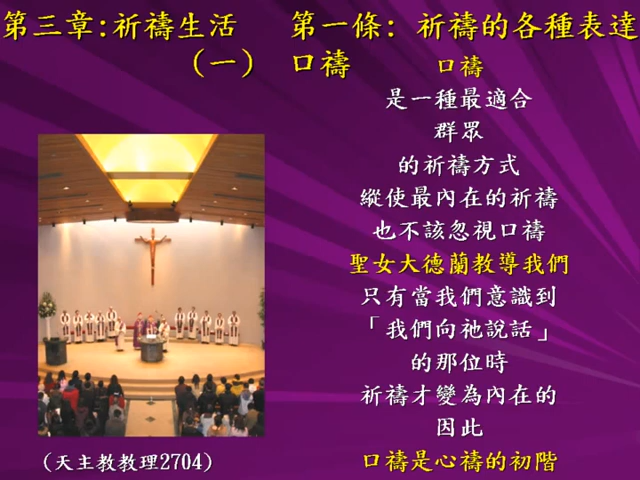 第三章:祈禱生活 第一條: 祈禱的各種表達
(一) 口禱
口禱
是一種最適合
群眾
的祈禱方式
縱使最內在的祈禱
也不該忽視口禱
聖女大德蘭教導我們
只有當我們意識到
「我們向祂說話」
的那位時
祈禱才變為內在的
因此
口禱是心禱的初階
(天主教教理2704)